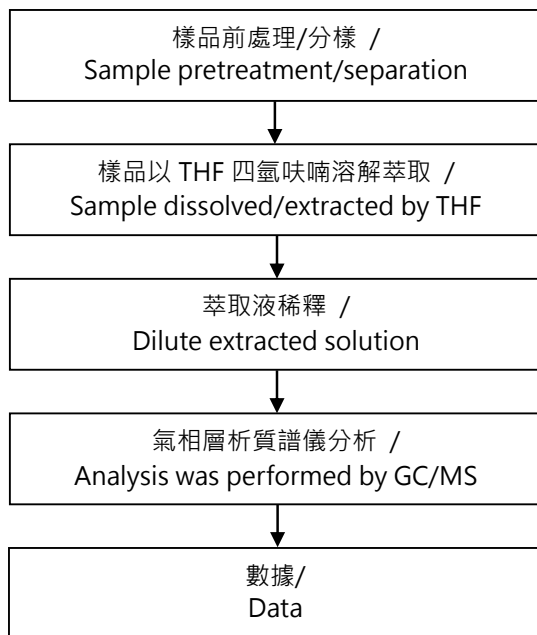 樣品前處理/分樣 /
Sample pretreatment/separation
樣品以 THF 四氫呋喃溶解萃取 /
Sample dissolved/extracted by THF
萃取液稀釋 /
Dilute extracted solution
氣相層析質譜儀分析 /
Analysis was performed by GC/MS
數據/
Data